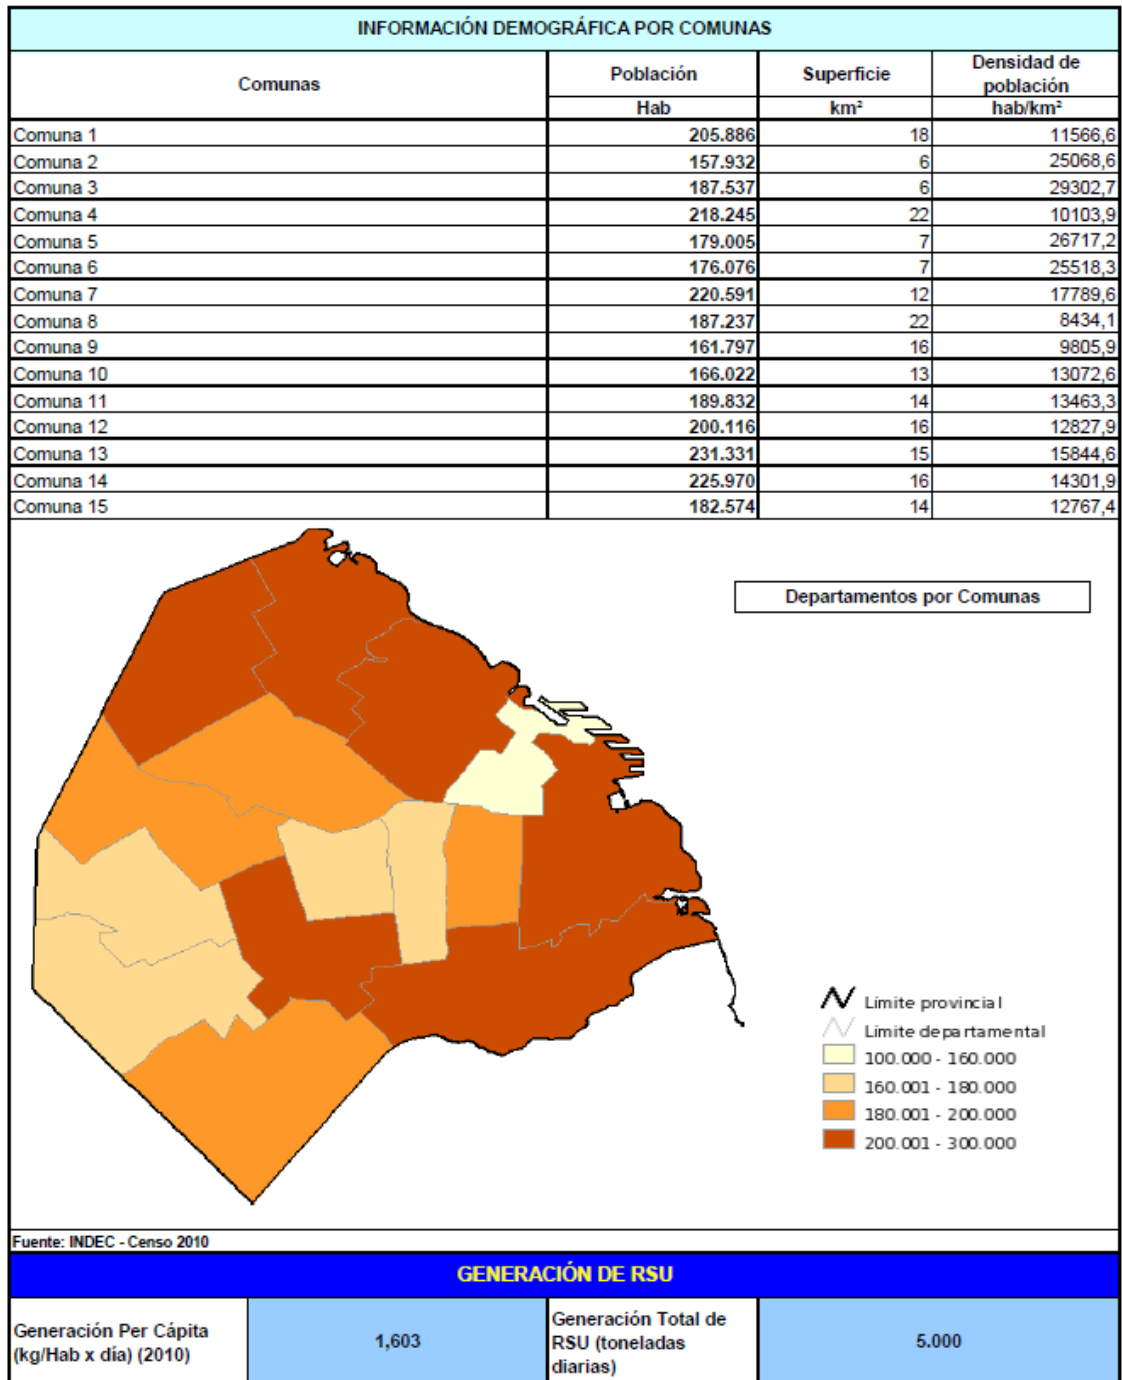 INFORMACIÓN DEMOGRÁFICA POR COMUNAS
Comunas Población Superficie Densidad de población
Hab km² hab/km²
Comuna 1 205.886 18 11566,6
Comuna 2 157.932 6 25068,6
Comuna 3 187.537 6 29302,7
Comuna 4 218.245 22 10103,9
Comuna 5 179.005 7 26717,2
Comuna 6 176.076 7 25518,3
Comuna 7 220.591 12 17789,6
Comuna 8 187.237 22 8434,1
Comuna 9 161.797 16 9805,9
Comuna 10 166.022 13 13072,6
Comuna 11 189.832 14 13463,3
Comuna 12 200.116 16 12827,9
Comuna 13 231.331 15 15844,6
Comuna 14 225.970 16 14301,9
Comuna 15 182.574 14 12767,4
Departamentos por Comunas
Límite provincial
Límite departamental
100.000 - 160.000
160.001 - 180.000
180.001 - 200.000
200.001 - 300.000
Fuente: INDEC - Censo 2010
GENERACIÓN DE RSU
Generación Per Cápita
(kg/Hab x día) (2010)
1,603
Generación Total de
RSU (toneladas
diarias)
5.000